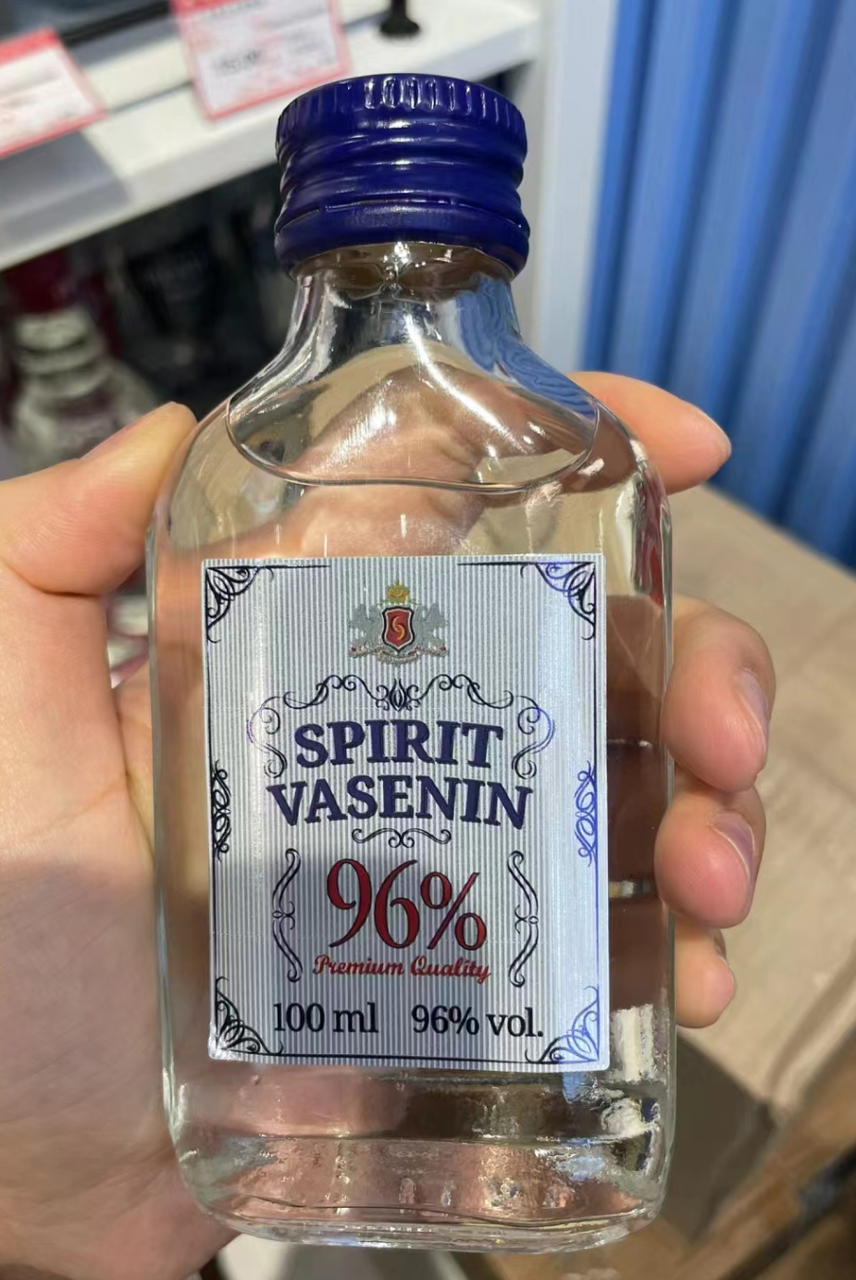 SPIRIT
VASENIN
96%
Premium Quality
100 ml 96% vol.